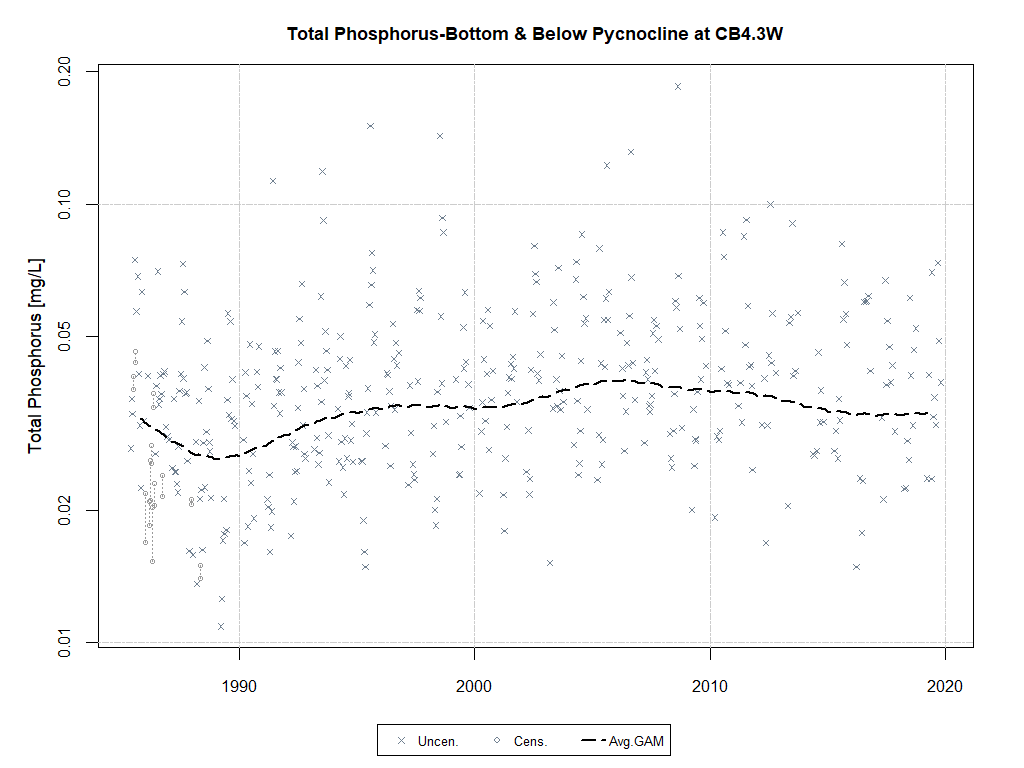 Total Phosphorus-Bottom & Below Pycnocline at CB4.3W
Total Phosphorus [mg/L]
0.20
0.10
0.05
0.02
0.01
1990 2000 2010 2020
Uncen. Cens. Avg.GAM